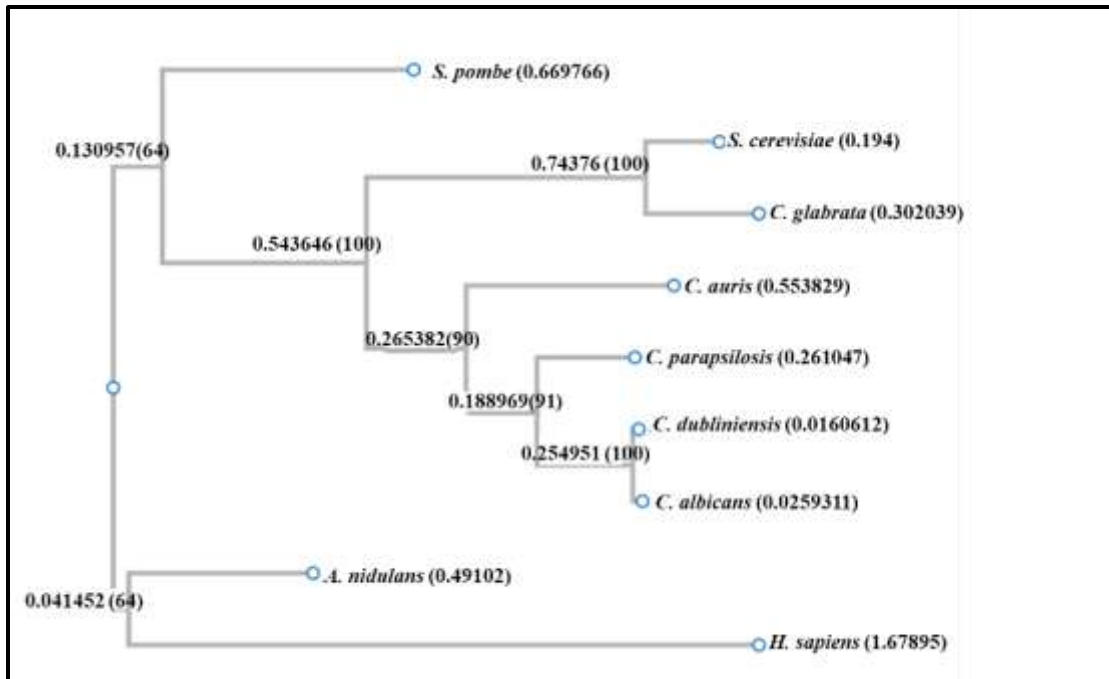 S. pombe (0.669766)
0.130957(64)
S. cerevisiae (0.194)
0.74376 (100)
C. glabrata (0.302039)
0.543646 (100)
C. auris (0.553829)
0.265382(90)
C. parapsilosis (0.261047)
0.188969(91)
C. dubliniensis (0.0160612)
0.254951 (100)
C. albicans (0.0259311)
A. nidulans (0.49102)
0.041452 (64)
H. sapiens (1.67895)